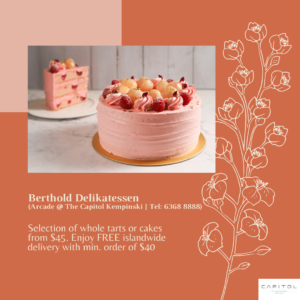 Berthold Delikatessen
(Arcade @ The Capitol Kempinski | Tel: 6368 8888)
Selection of whole tarts or cakes
from $45. Enjoy FREE islandwide
delivery with min. order of $40
CAPITOL